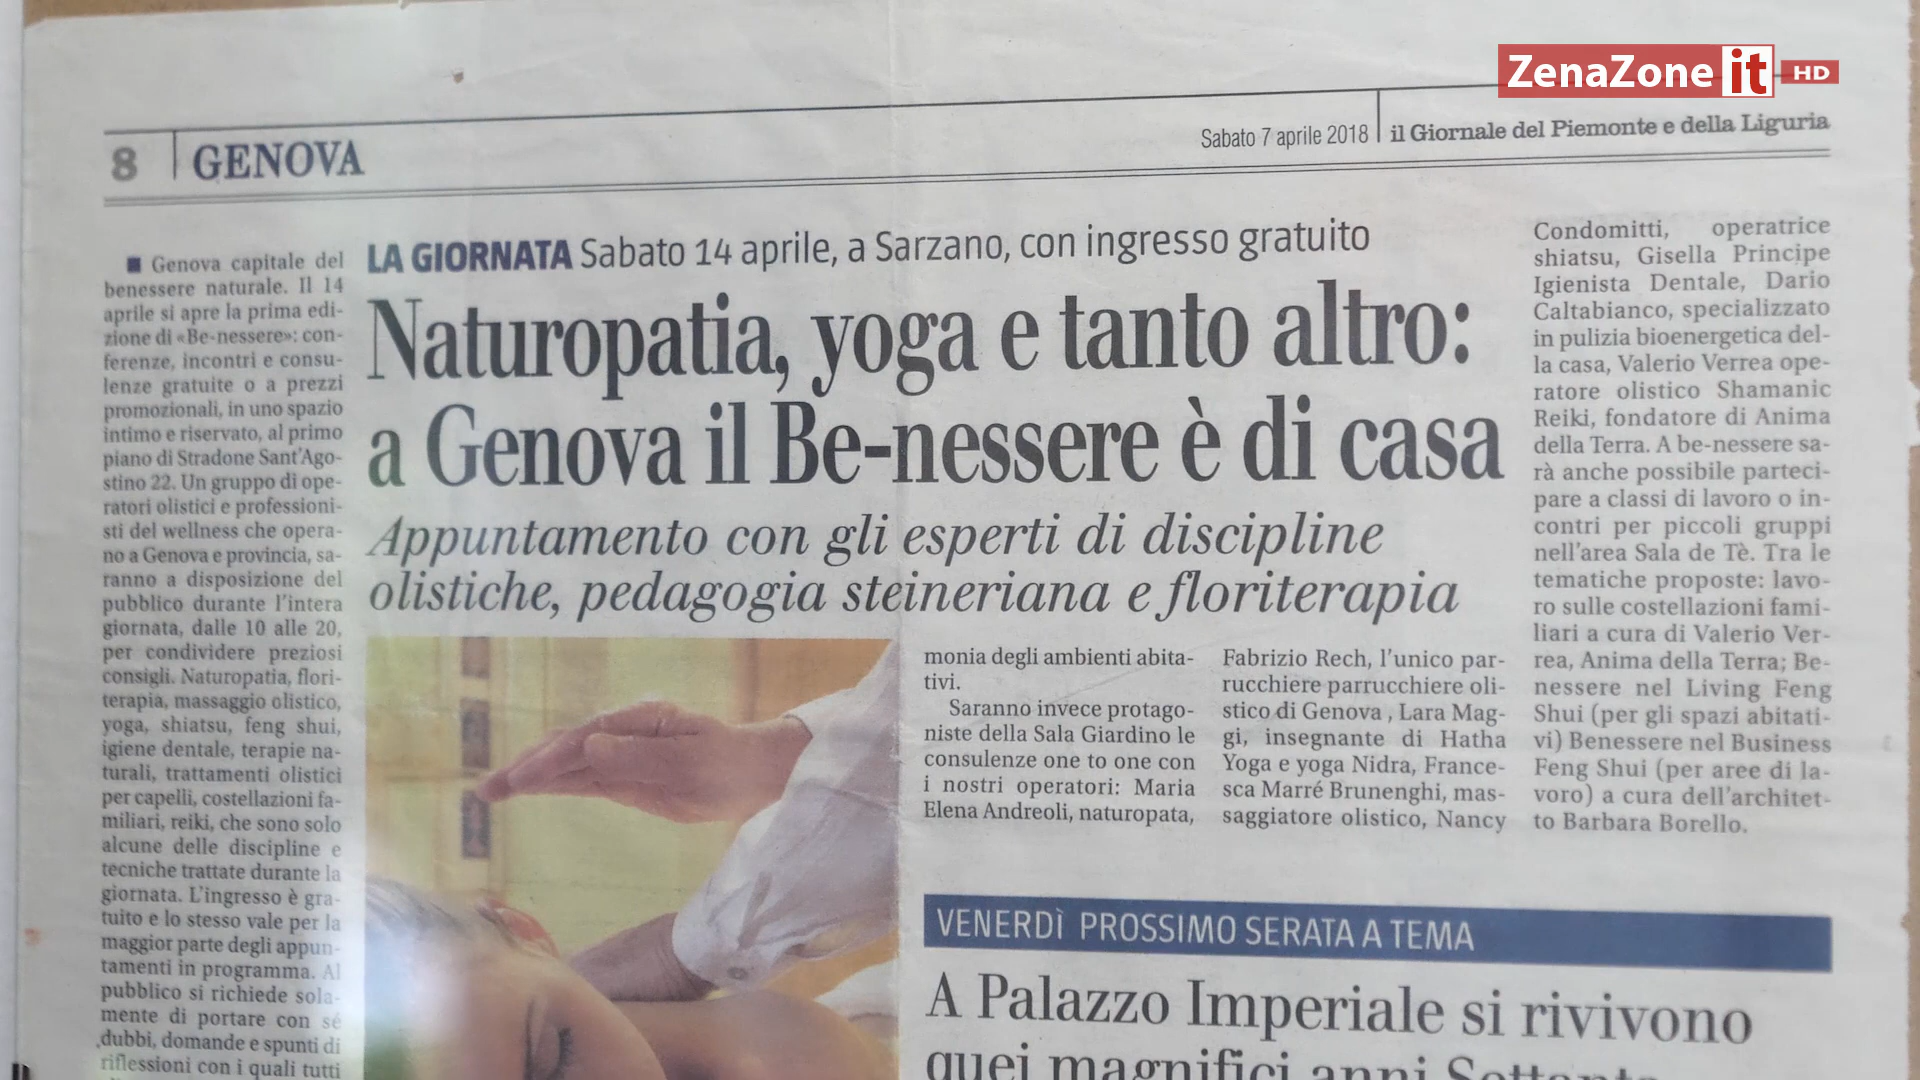 ZenaZone it HD
8 GENOVA
Sabato 7 aprile 2018 il Giornale del Piemonte e della Liguria
LA GIORNATA Sabato 14 aprile, a Sarzano, con ingresso gratuito
Naturopatia, yoga e tanto altro:
a Genova il Be-nessere è di casa
Appuntamento con gli esperti di discipline
olistiche, pedagogia steineriana e floriterapia
Genova capitale del
benessere naturale. Il 14
aprile si apre la prima edi-
zione di «Be-nessere»: con-
ferenze, incontri e consu-
lenze gratuite o a prezzi
promozionali, in uno spazio
intimo e riservato, al primo
piano di Stradone Sant'Ago-
stino 22. Un gruppo di ope-
ratori olistici e professioni-
sti del wellness che opera-
no a Genova e provincia, sa-
ranno a disposizione del
pubblico durante l'intera
giornata, dalle 10 alle 20,
per condividere preziosi
consigli. Naturopatia, flori-
terapia, massaggio olistico,
yoga, shiatsu, feng shui,
igiene dentale, terapie na-
turali, trattamenti olistici
per capelli, costellazioni fa-
miliari, reiki, che sono solo
alcune delle discipline e
tecniche trattate durante la
giornata. L'ingresso è gra-
tuito e lo stesso vale per la
maggior parte degli appun-
tamenti in programma. Al
pubblico si richiede sola-
mente di portare con sé
dubbi, domande e spunti di
riflessioni con i quali tutti
monia degli ambienti abita-
tivi.
Saranno invece protago-
niste della Sala Giardino le
consulenze one to one con
i nostri operatori: Maria
Elena Andreoli, naturopata,
Fabrizio Rech, l'unico par-
rucchiere parrucchiere oli-
stico di Genova , Lara Mag-
gi, insegnante di Hatha
Yoga e yoga Nidra, France-
sca Marré Brunenghi, mas-
saggiatore olistico, Nancy
Condomitti, operatrice
shiatsu, Gisella Principe
Igienista Dentale, Dario
Caltabianco, specializzato
in pulizia bioenergetica del-
la casa, Valerio Verrea ope-
ratore olistico Shamanic
Reiki, fondatore di Anima
della Terra. A be-nessere sa-
rà anche possibile parteci-
pare a classi di lavoro o in-
contri per piccoli gruppi
nell'area Sala de Tè. Tra le
tematiche proposte: lavo-
ro sulle costellazioni fami-
liari a cura di Valerio Ver-
rea, Anima della Terra; Be-
nessere nel Living Feng
Shui (per gli spazi abitati-
vi) Benessere nel Business
Feng Shui (per aree di la-
voro) a cura dell'architet-
to Barbara Borello.
VENERDÌ PROSSIMO SERATA A TEMA
A Palazzo Imperiale si rivivono
quei magnifici anni Settanta